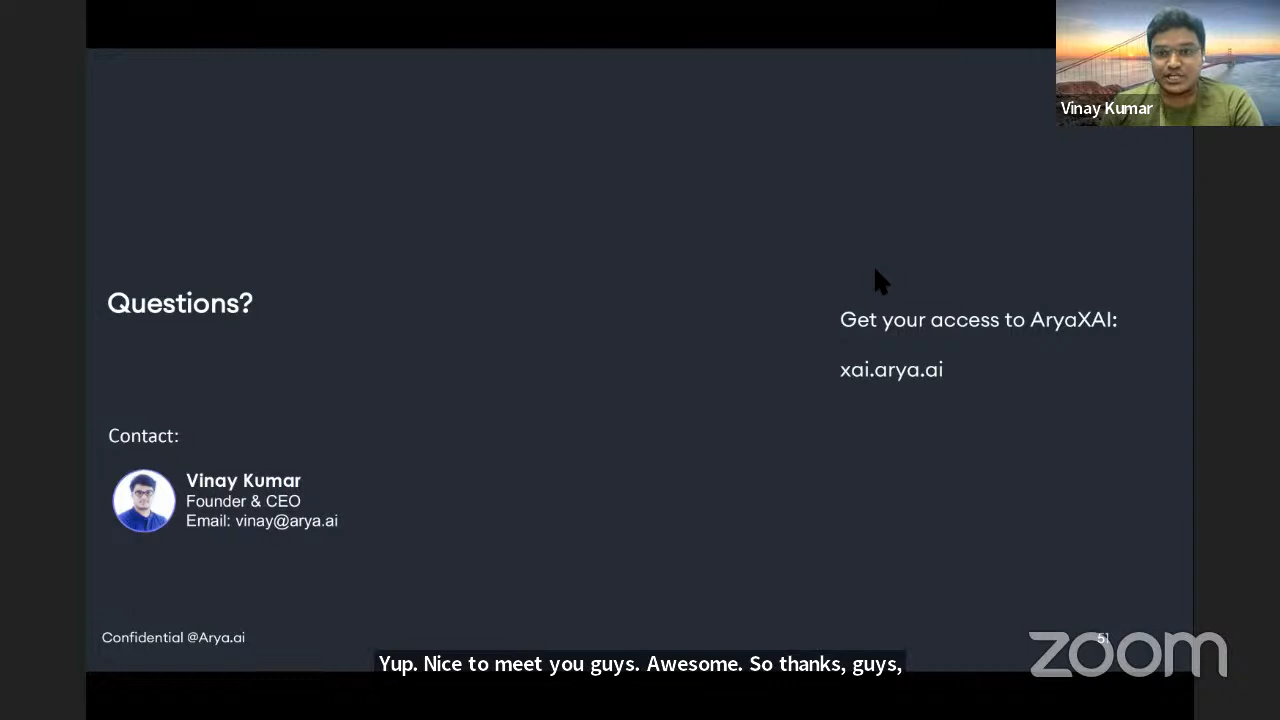 Vinay Kumar
Questions?
Get your access to AryaXAI:
xai.arya.ai
Contact:
Vinay Kumar
Founder & CEO
Email: vinay@arya.ai
Confidential @Arya.ai
51
zoom
Yup. Nice to meet you guys. Awesome. So thanks, guys,